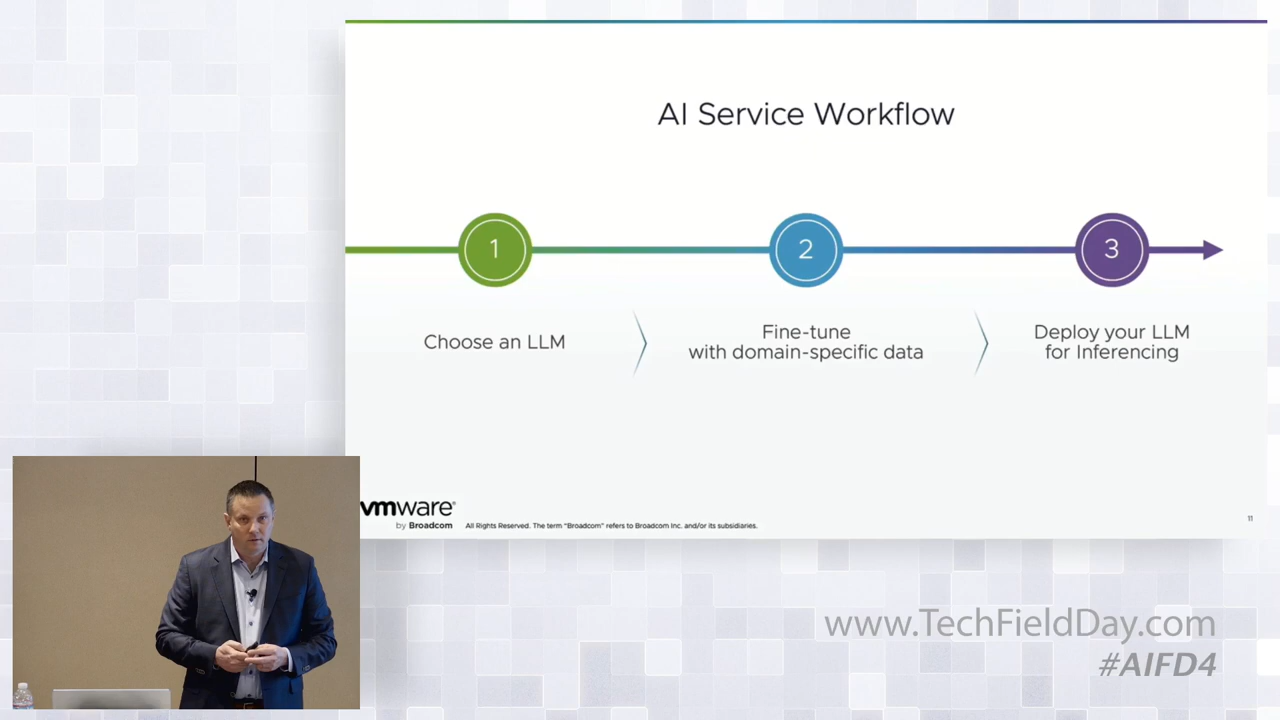 AI Service Workflow
1
2
3
Choose an LLM
Fine-tune
with domain-specific data
Deploy your LLM
for Inferencing
vmware®
by Broadcom
All Rights Reserved. The term “Broadcom” refers to Broadcom Inc. and/or its subsidiaries.
11
www.TechFieldDay.com
#AIFD4